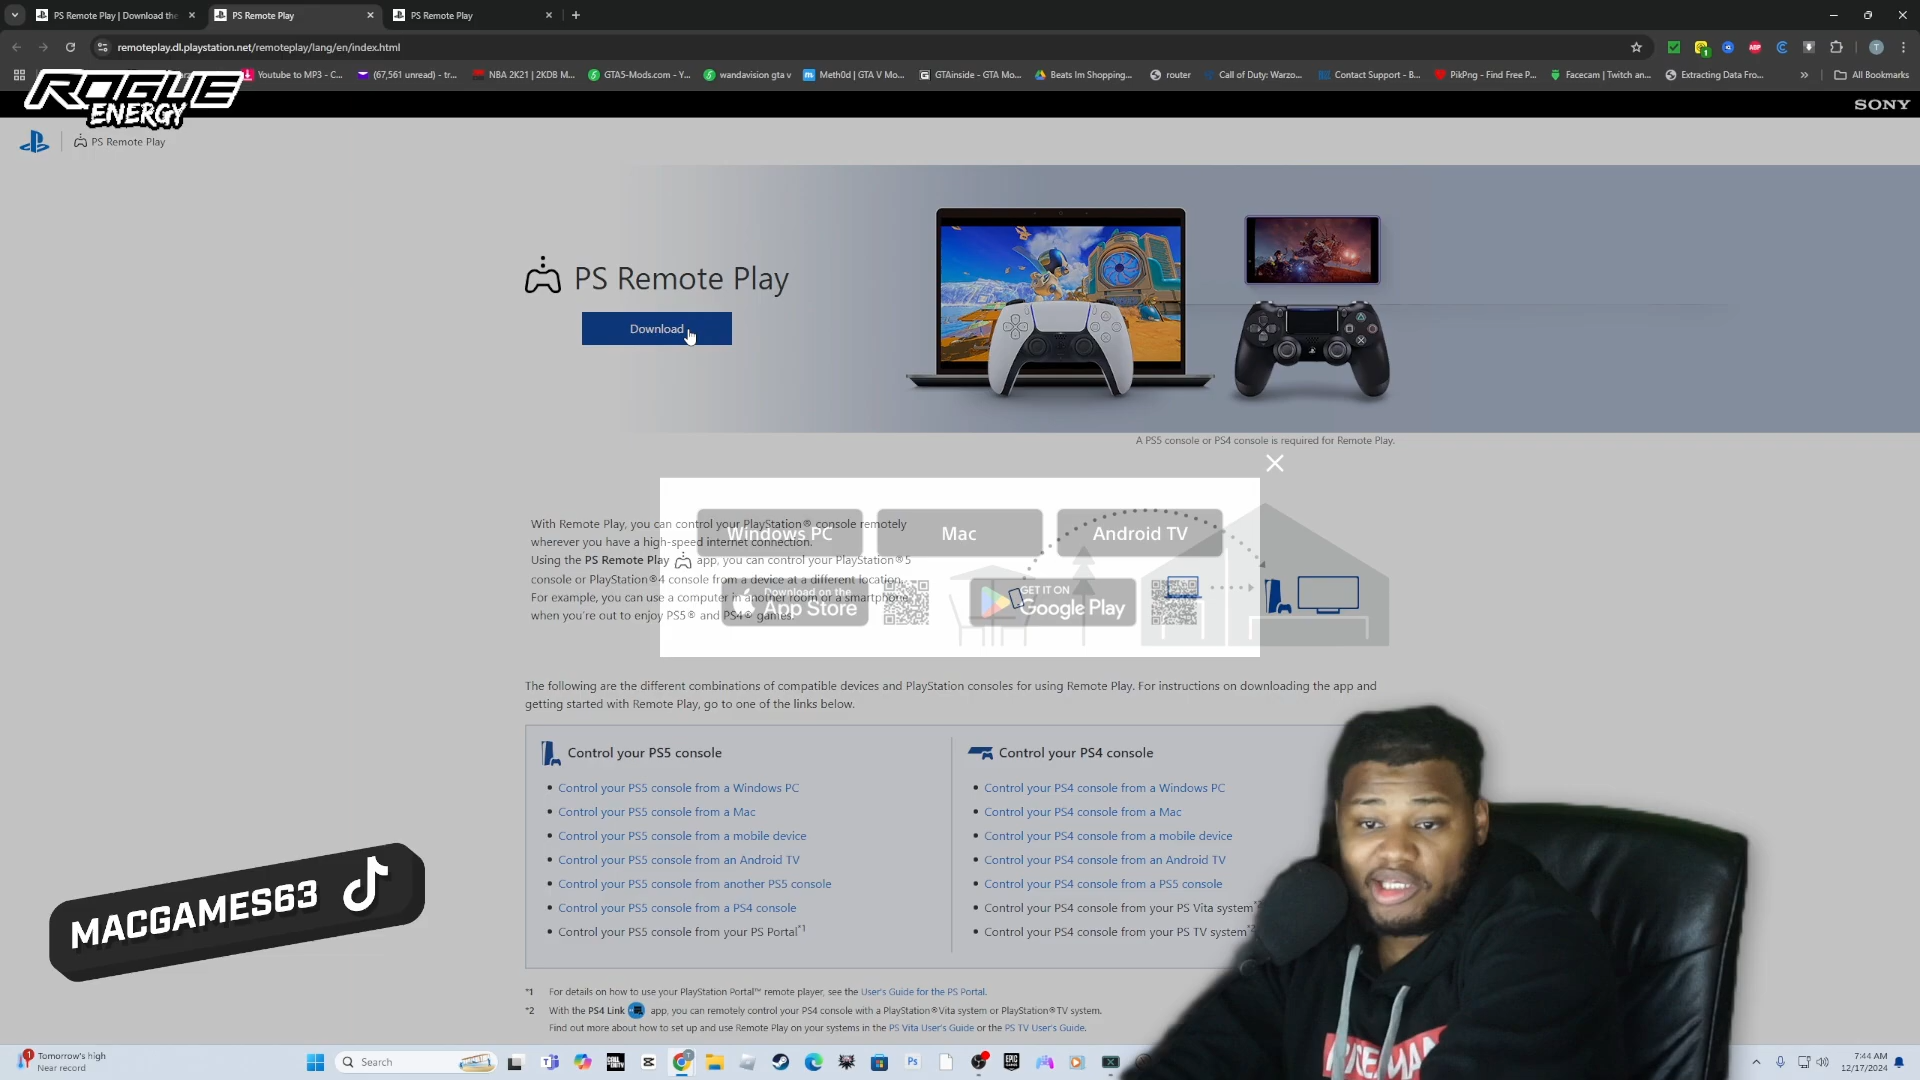 PS Remote Play | Download the
PS Remote Play
PS Remote Play
remoteplay.dl.playstation.net/remoteplay/lang/en/index.html
Youtube to MP3 - C...
(67,561 unread) - tr...
NBA 2K21 | 2KDB M...
GTA5-Mods.com - Y...
wandavision gta v
Meth0d | GTA V Mo...
GTAinside - GTA Mo...
Beats Im Shopping...
router
Call of Duty: Warzo...
Contact Support - B...
PikPng - Find Free P...
Facecam | Twitch an...
Extracting Data Fro...
All Bookmarks
ROGUE
ENERGY
SONY
PS Remote Play
PS Remote Play
Download
A PS5 console or PS4 console is required for Remote Play.
With Remote Play, you can control your PlayStation® console remotely
wherever you have a high-speed internet connection.
Using the PS Remote Play app, you can control your PlayStation®5
console or PlayStation®4 console from a device at a different location.
For example, you can use a computer in another room or a smartphone
when you're out to enjoy PS5® and PS4® games.
Windows PC
Mac
Android TV
Download on the
App Store
GET IT ON
Google Play
The following are the different combinations of compatible devices and PlayStation consoles for using Remote Play. For instructions on downloading the app and
getting started with Remote Play, go to one of the links below.
Control your PS5 console
• Control your PS5 console from a Windows PC
• Control your PS5 console from a Mac
• Control your PS5 console from a mobile device
• Control your PS5 console from an Android TV
• Control your PS5 console from another PS5 console
• Control your PS5 console from a PS4 console
• Control your PS5 console from your PS Portal*1
Control your PS4 console
• Control your PS4 console from a Windows PC
• Control your PS4 console from a Mac
• Control your PS4 console from a mobile device
• Control your PS4 console from an Android TV
• Control your PS4 console from a PS5 console
• Control your PS4 console from your PS Vita system
• Control your PS4 console from your PS TV system
*1 For details on how to use your PlayStation Portal™ remote player, see the User's Guide for the PS Portal.
*2 With the PS4 Link app, you can remotely control your PS4 console with a PlayStation®Vita system or PlayStation®TV system.
Find out more about how to set up and use Remote Play on your systems in the PS Vita User's Guide or the PS TV User's Guide.
MACGAMES63
Tomorrow's high
Near record
Search
7:44 AM
12/17/2024